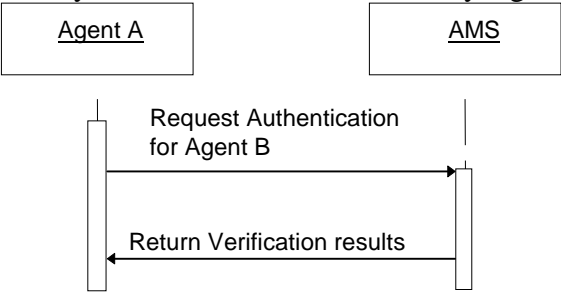 Agent A
AMS
Request Authentication
for Agent B
Return Verification results